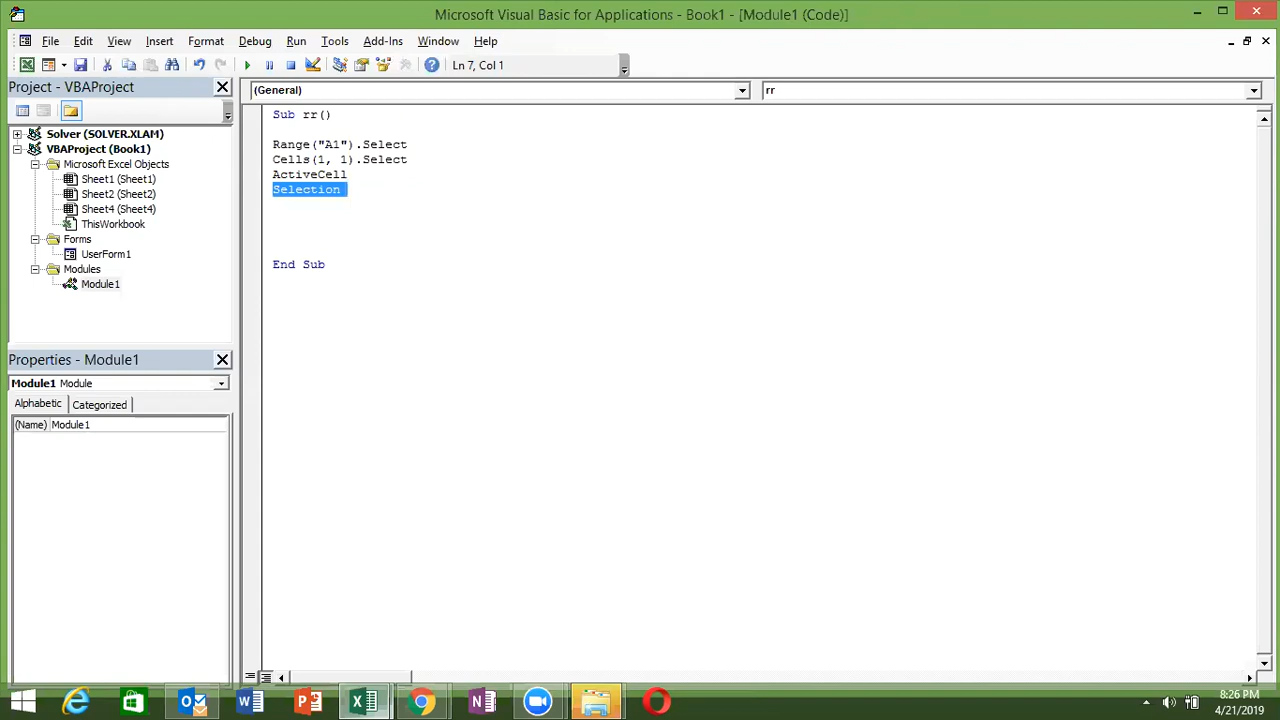 Microsoft Visual Basic for Applications - Book1 - [Module1 (Code)]
File Edit View Insert Format Debug Run Tools Add-Ins Window Help
Ln 7, Col 1
Project - VBAProject
(General)
rr
Solver (SOLVER.XLAM)
VBAProject (Book1)
Microsoft Excel Objects
Sheet1 (Sheet1)
Sheet2 (Sheet2)
Sheet4 (Sheet4)
ThisWorkbook
Forms
UserForm1
Modules
Module1
Sub rr()
Range("A1").Select
Cells(1, 1).Select
ActiveCell
Selection
End Sub
Properties - Module1
Module1 Module
Alphabetic Categorized
(Name) Module1
8:26 PM
4/21/2019